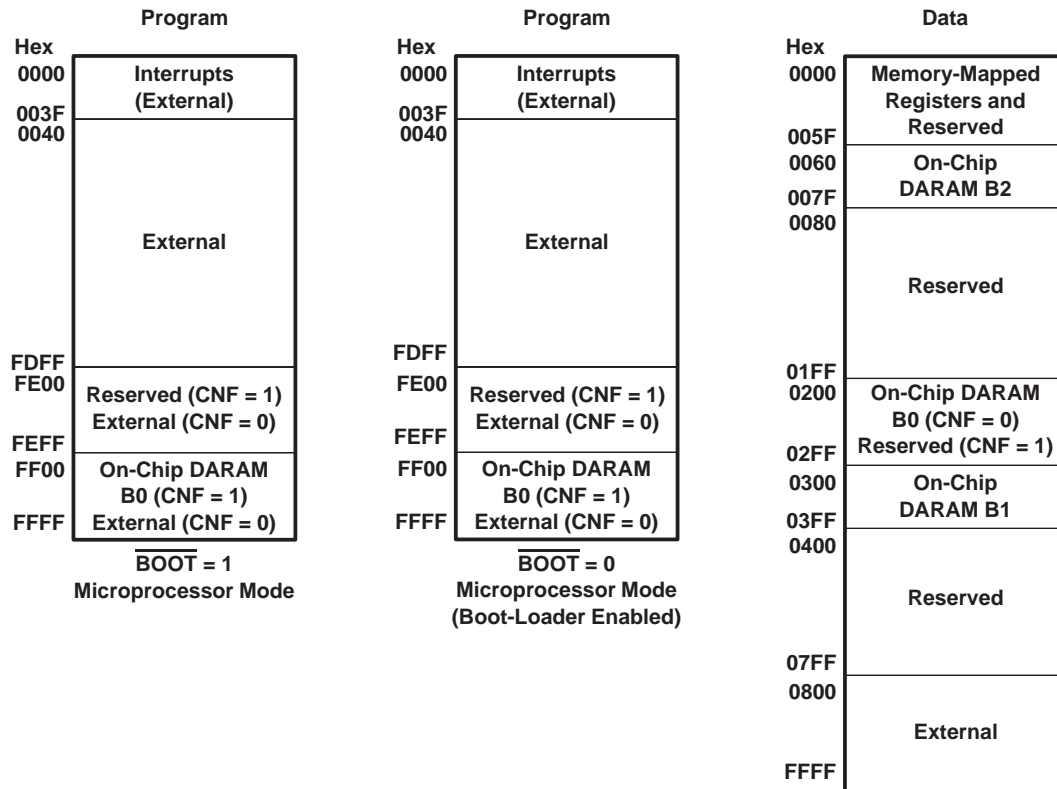 Program
Hex
0000
Interrupts
(External)
003F
0040
External
FDFF
FE00
Reserved (CNF = 1)
External (CNF = 0)
FEFF
FF00
On-Chip DARAM
B0 (CNF = 1)
External (CNF = 0)
FFFF
BOOT = 1
Microprocessor Mode
Program
Hex
0000
Interrupts
(External)
003F
0040
External
FDFF
FE00
Reserved (CNF = 1)
External (CNF = 0)
FEFF
FF00
On-Chip DARAM
B0 (CNF = 1)
External (CNF = 0)
FFFF
BOOT = 0
Microprocessor Mode
(Boot-Loader Enabled)
Data
Hex
0000
Memory-Mapped
Registers and
Reserved
005F
0060
On-Chip
DARAM B2
007F
0080
Reserved
01FF
0200
On-Chip DARAM
B0 (CNF = 0)
Reserved (CNF = 1)
02FF
0300
On-Chip
DARAM B1
03FF
0400
Reserved
07FF
0800
External
FFFF